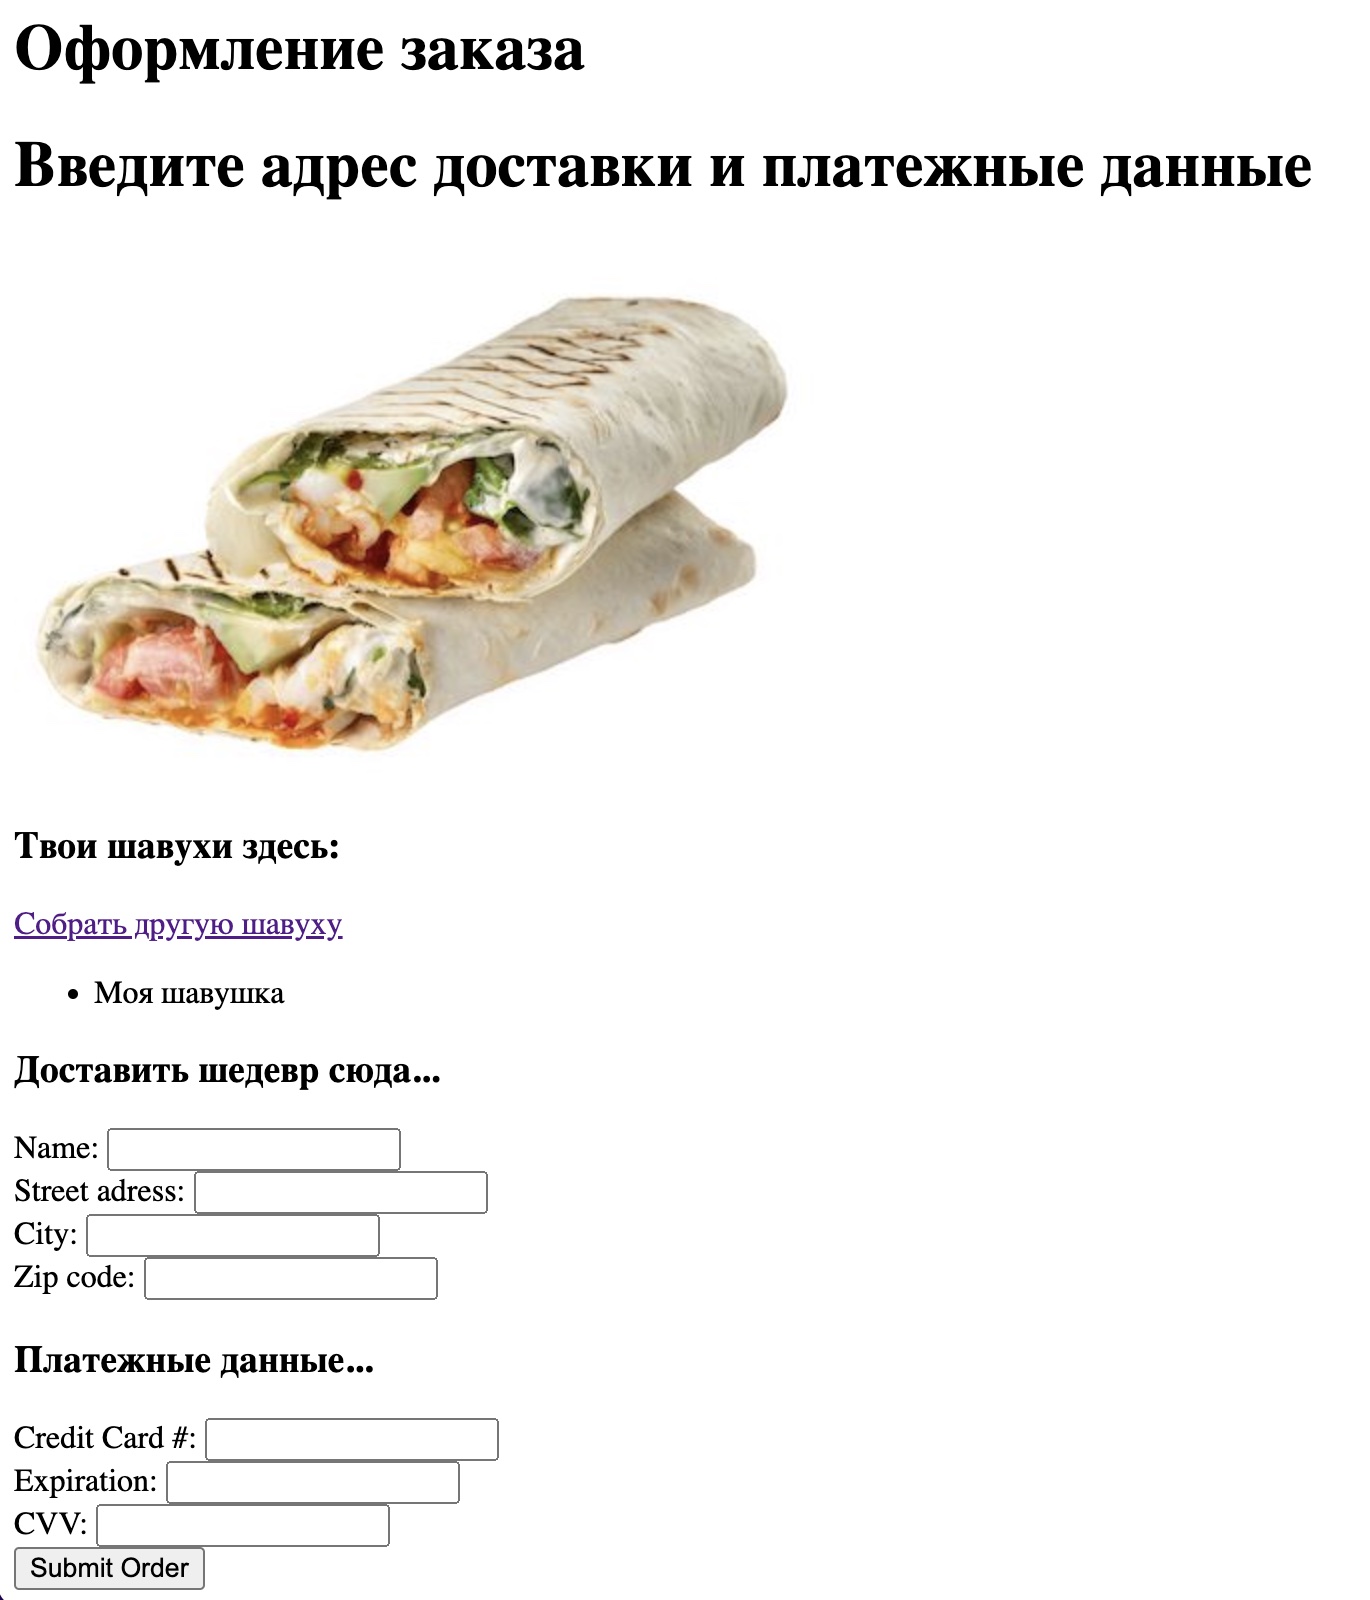 Оформление заказа
Введите адрес доставки и платежные данные
Твои шавухи здесь:
Собрать другую шавуху
• Моя шавушка
Доставить шедевр сюда...
Name:
Street adress:
City:
Zip code:
Платежные данные...
Credit Card #:
Expiration:
CVV:
Submit Order